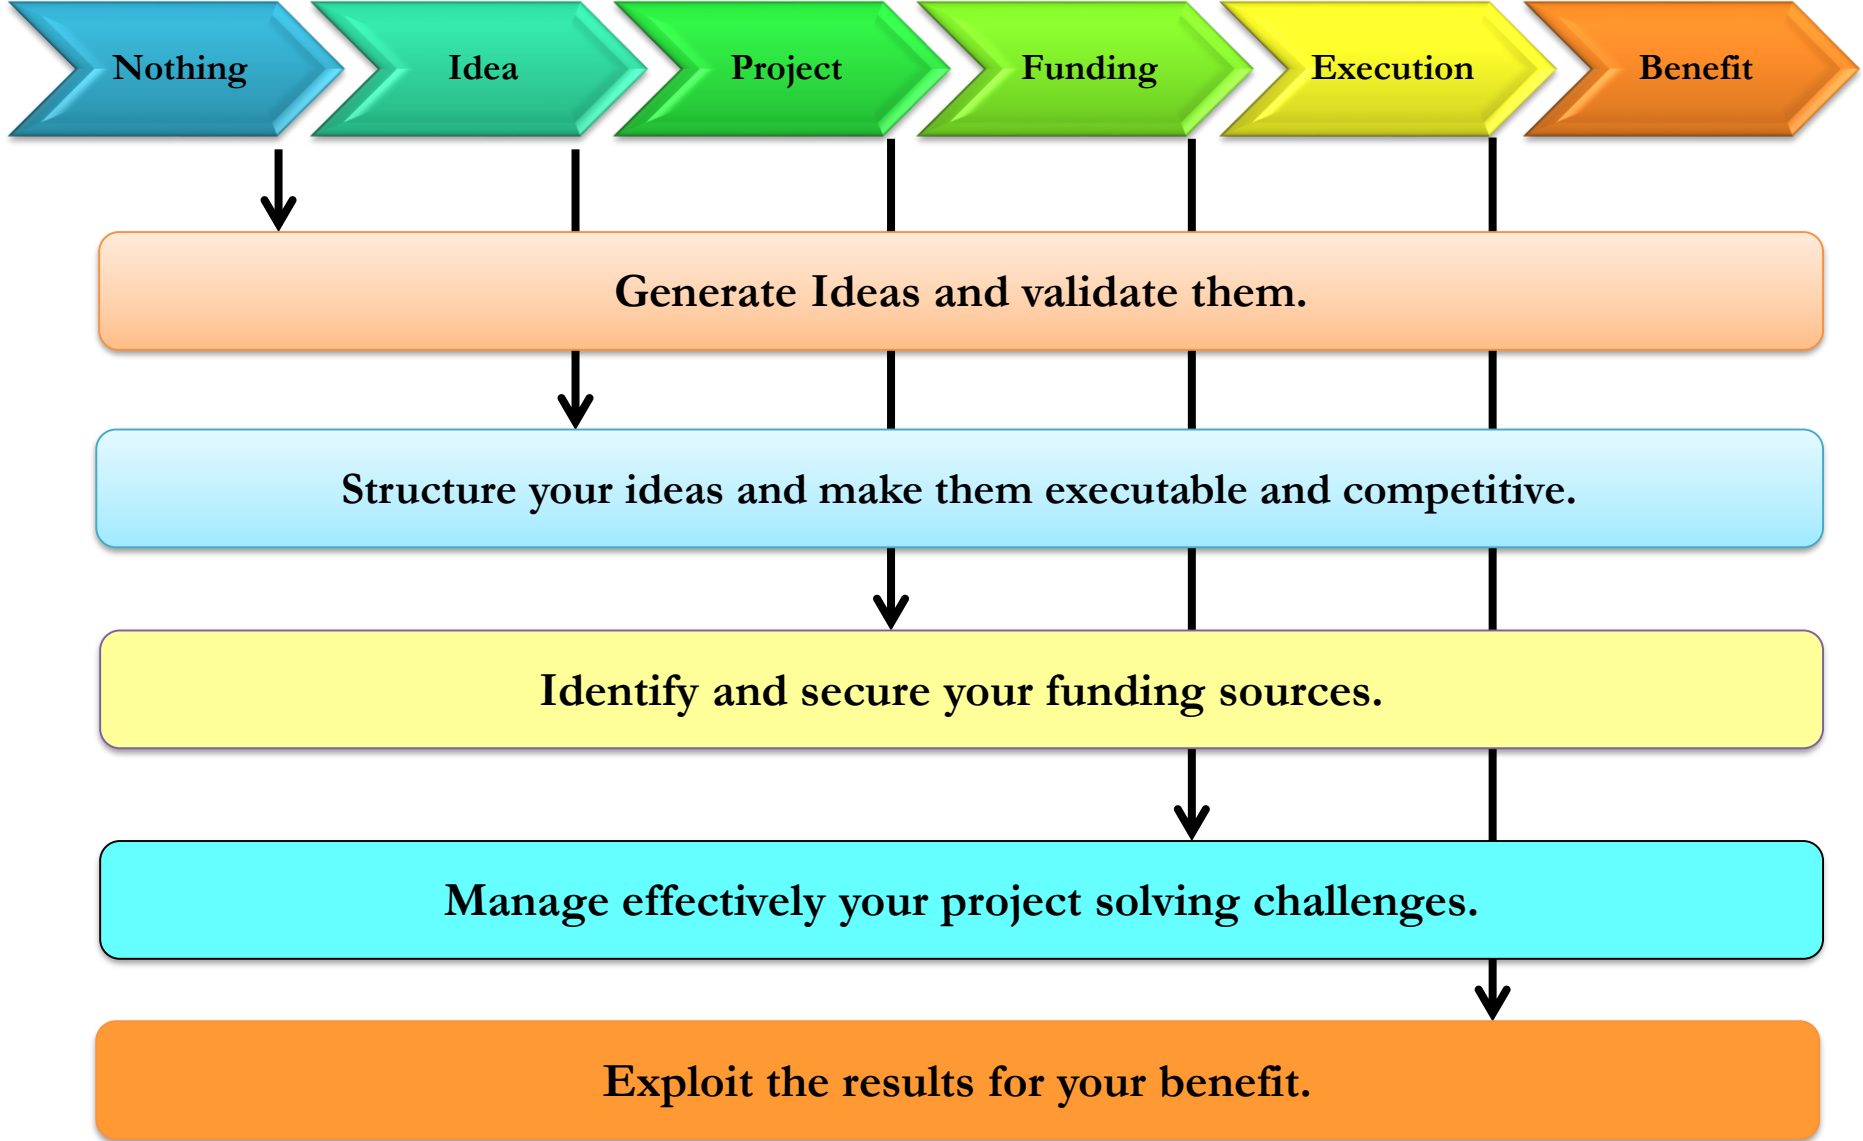 Nothing
Idea
Project
Funding
Execution
Benefit
Generate Ideas and validate them.
Structure your ideas and make them executable and competitive.
Identify and secure your funding sources.
Manage effectively your project solving challenges.
Exploit the results for your benefit.